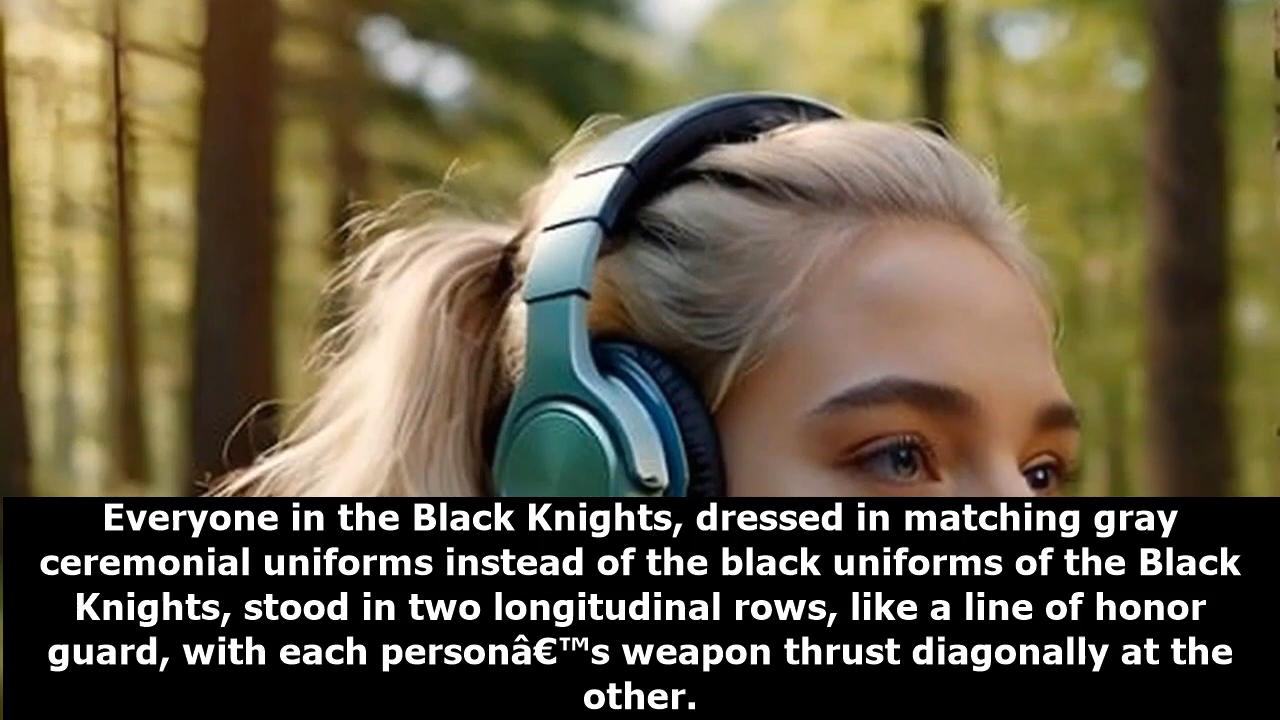 Everyone in the Black Knights, dressed in matching gray
ceremonial uniforms instead of the black uniforms of the Black
Knights, stood in two longitudinal rows, like a line of honor
guard, with each personâ€™s weapon thrust diagonally at the
other.